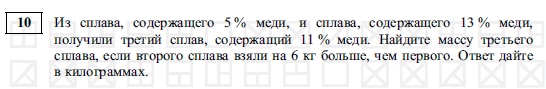 10 Из сплава, содержащего 5 % меди, и сплава, содержащего 13 % меди,
получили третий сплав, содержащий 11 % меди. Найдите массу третьего
сплава, если второго сплава взяли на 6 кг больше, чем первого. Ответ дайте
в килограммах.